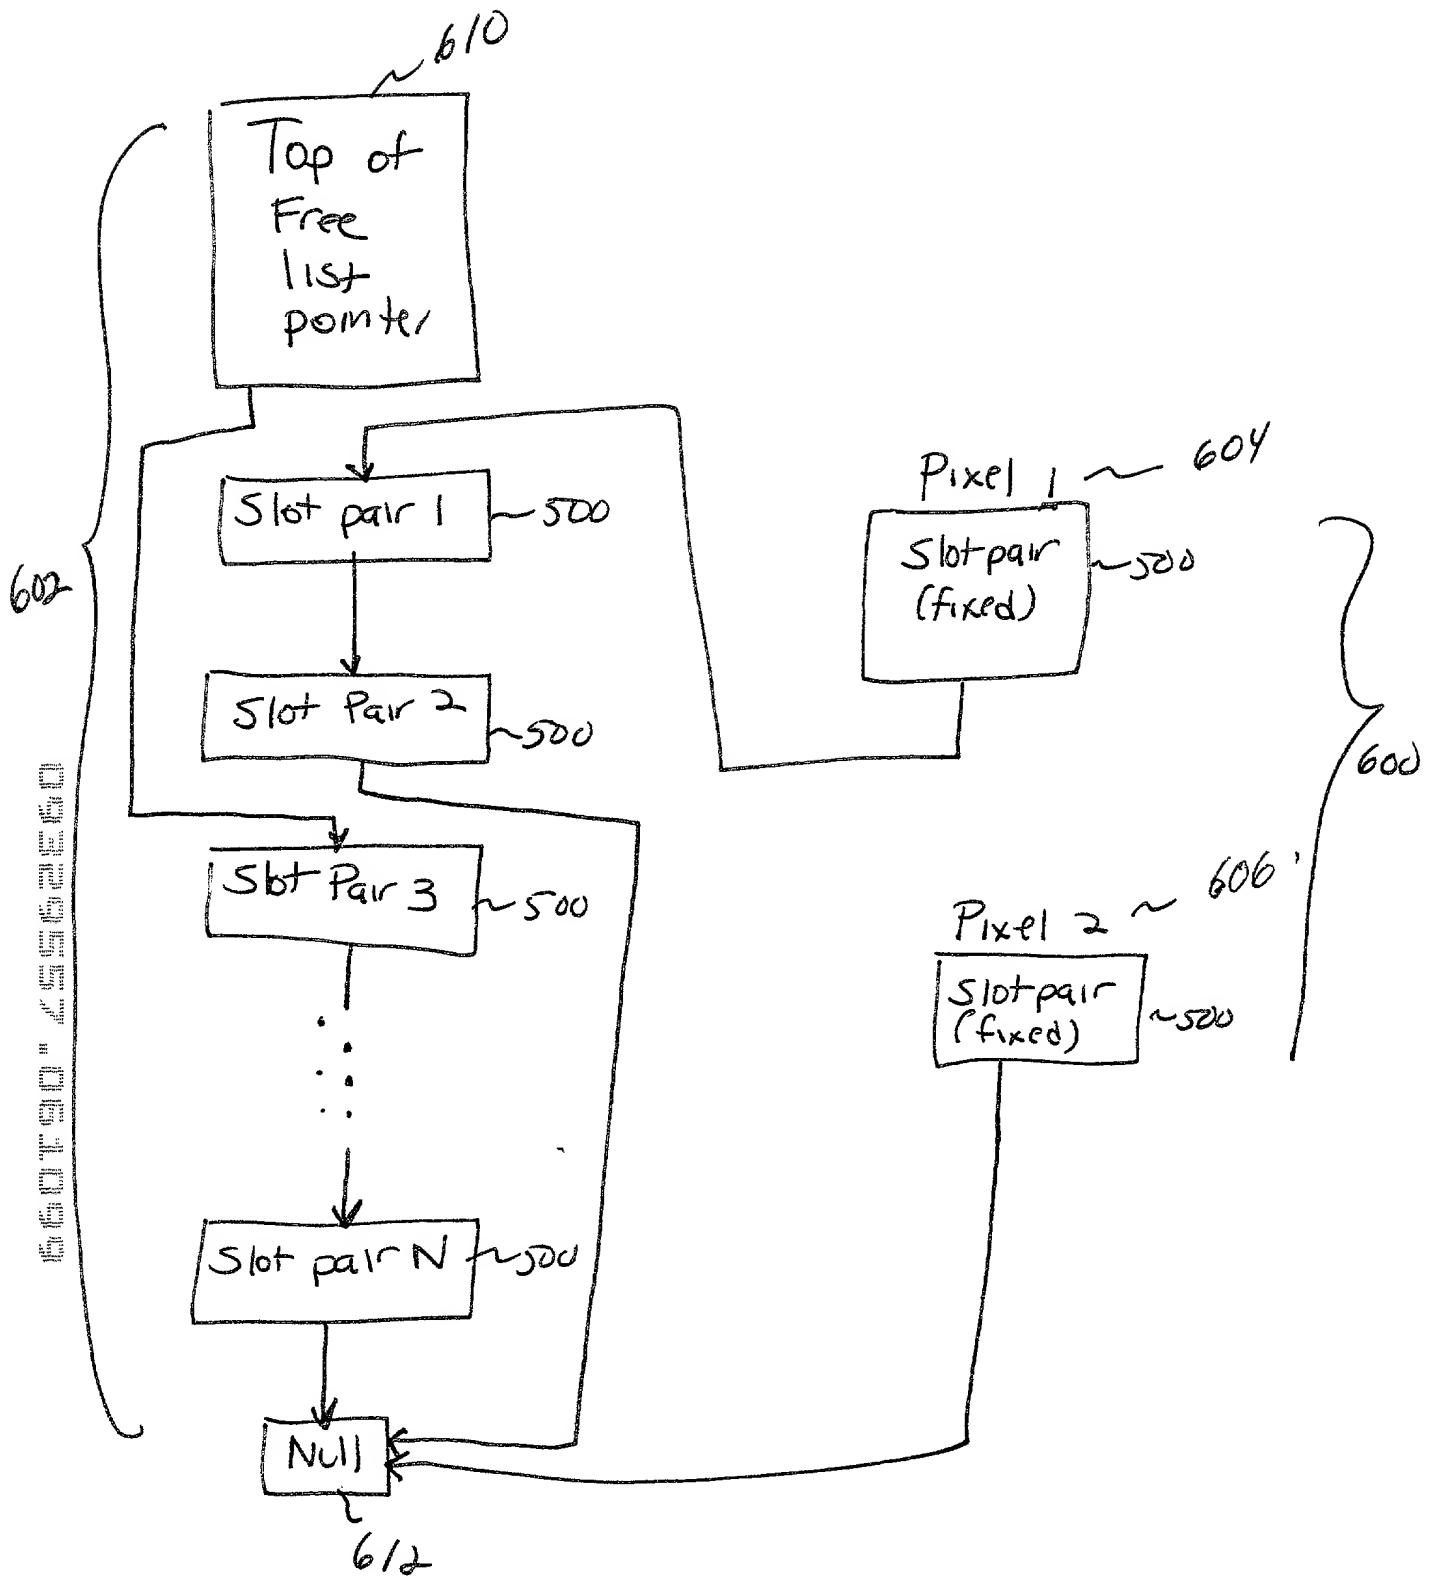 610
Top of
Free
list
pointer
602
Slot pair 1
500
Pixel 1
604
Slot pair
(fixed)
500
Slot Pair 2
500
600
Slot Pair 3
500
606
Pixel 2
Slot pair
(fixed)
500
Slot pair N
500
Null
612
09329557.061099